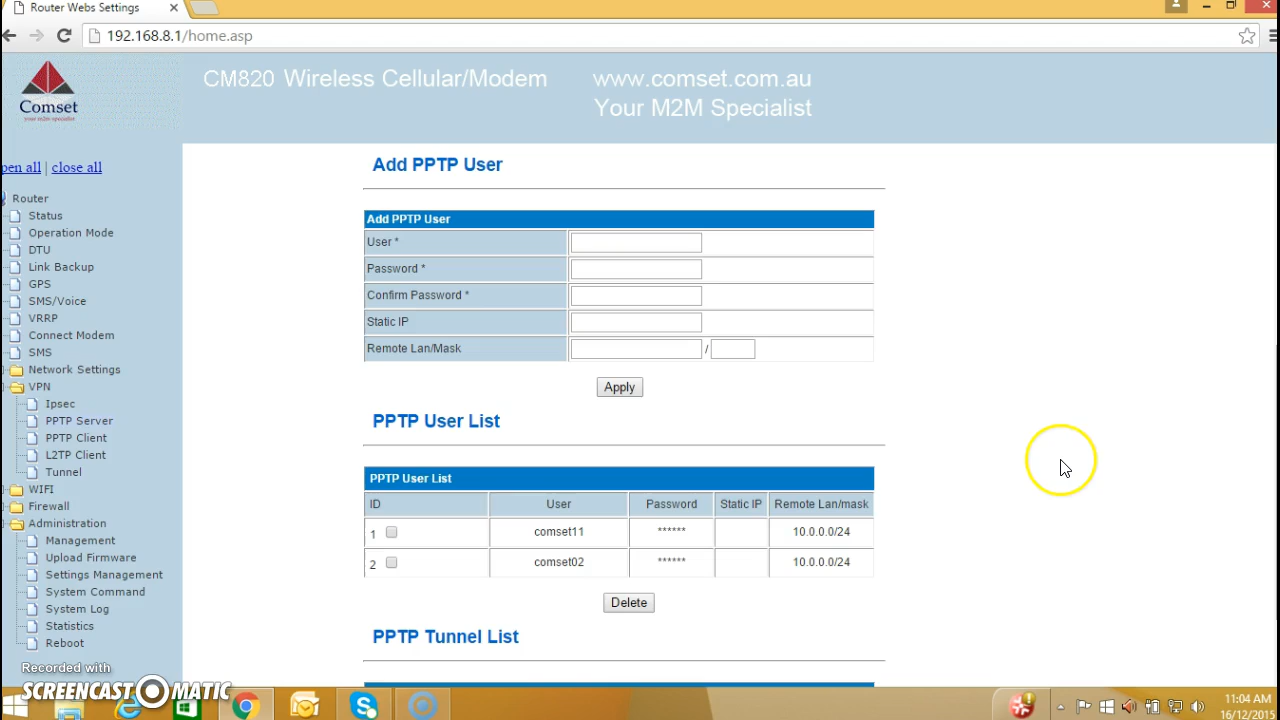 Router Webs Settings
192.168.8.1/home.asp
Comset
your m2m specialist
CM820 Wireless Cellular/Modem
www.comset.com.au
Your M2M Specialist
pen all | close all
Router
Status
Operation Mode
DTU
Link Backup
GPS
SMS/Voice
VRRP
Connect Modem
SMS
Network Settings
VPN
Ipsec
PPTP Server
PPTP Client
L2TP Client
Tunnel
WIFI
Firewall
Administration
Management
Upload Firmware
Settings Management
System Command
System Log
Statistics
Reboot
Add PPTP User
Add PPTP User
User *
Password *
Confirm Password *
Static IP
Remote Lan/Mask /
Apply
PPTP User List
PPTP User List
ID User Password Static IP Remote Lan/mask
1 comset11 ****** 10.0.0.0/24
2 comset02 ****** 10.0.0.0/24
Delete
PPTP Tunnel List
Recorded with
SCREENCAST MATIC
11:04 AM
16/12/2015